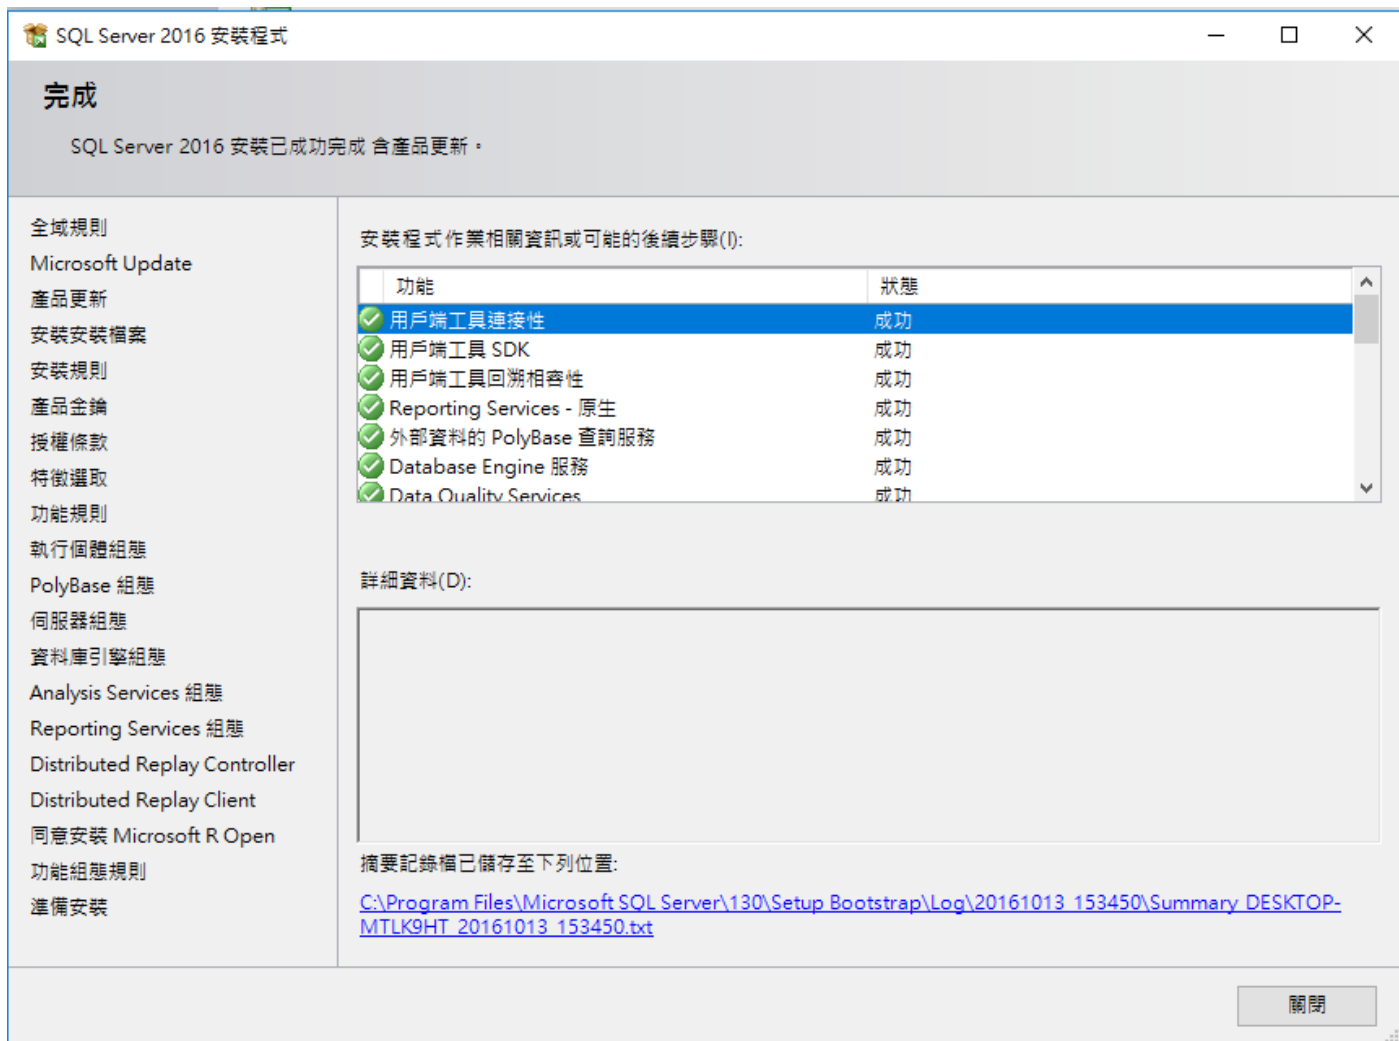 SQL Server 2016 安裝程式
完成
SQL Server 2016 安裝已成功完成 含產品更新。
全域規則
Microsoft Update
產品更新
安裝安裝檔案
安裝規則
產品金鑰
授權條款
特徵選取
功能規則
執行個體組態
PolyBase 組態
伺服器組態
資料庫引擎組態
Analysis Services 組態
Reporting Services 組態
Distributed Replay Controller
Distributed Replay Client
同意安裝 Microsoft R Open
功能組態規則
準備安裝
安裝程式作業相關資訊或可能的後續步驟(I):
功能 狀態
用戶端工具連接性 成功
用戶端工具 SDK 成功
用戶端工具回溯相容性 成功
Reporting Services - 原生 成功
外部資料的 PolyBase 查詢服務 成功
Database Engine 服務 成功
Data Quality Services 成功
詳細資料(D):
摘要記錄檔已儲存至下列位置:
C:\Program Files\Microsoft SQL Server\130\Setup Bootstrap\Log\20161013_153450\Summary_DESKTOP-
MTLK9HT_20161013_153450.txt
關閉